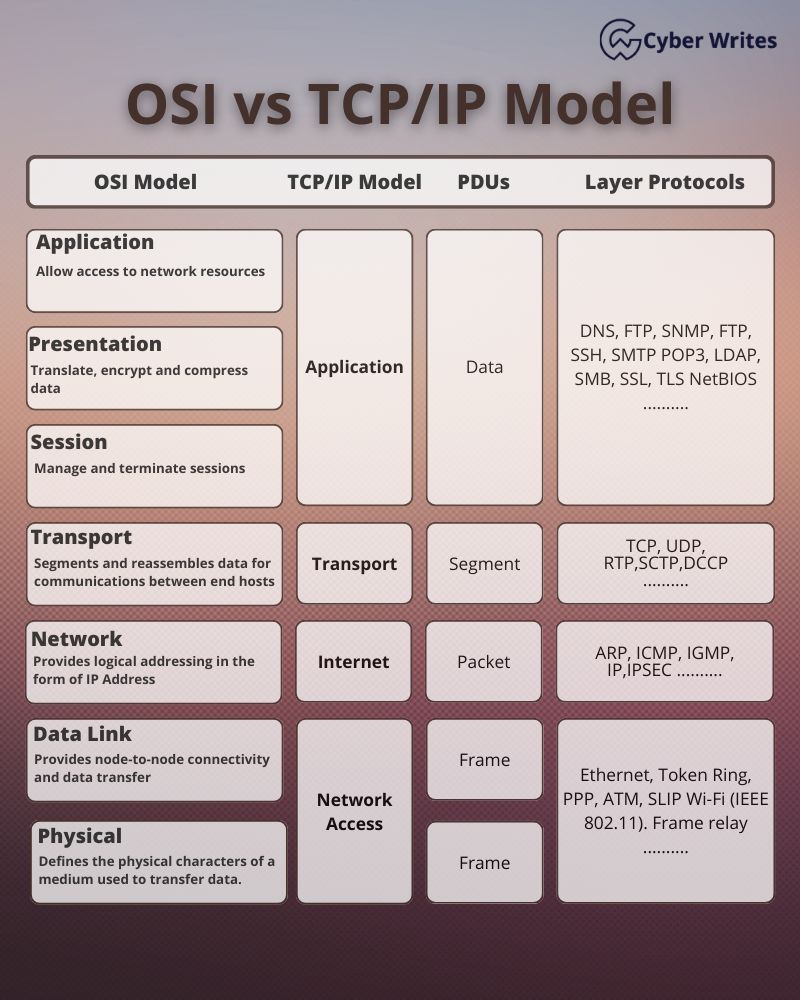 Cyber Writes
OSI vs TCP/IP Model
OSI Model TCP/IP Model PDUs Layer Protocols
Application
Allow access to network resources
Presentation
Translate, encrypt and compress
data
Session
Manage and terminate sessions
Application
Data
DNS, FTP, SNMP, FTP,
SSH, SMTP POP3, LDAP,
SMB, SSL, TLS NetBIOS
..........
Transport
Segments and reassembles data for
communications between end hosts
Transport
Segment
TCP, UDP,
RTP,SCTP,DCCP
..........
Network
Provides logical addressing in the
form of IP Address
Internet
Packet
ARP, ICMP, IGMP,
IP,IPSEC ..........
Data Link
Provides node-to-node connectivity
and data transfer
Physical
Defines the physical characters of a
medium used to transfer data.
Network
Access
Frame
Frame
Ethernet, Token Ring,
PPP, ATM, SLIP Wi-Fi (IEEE
802.11). Frame relay
..........